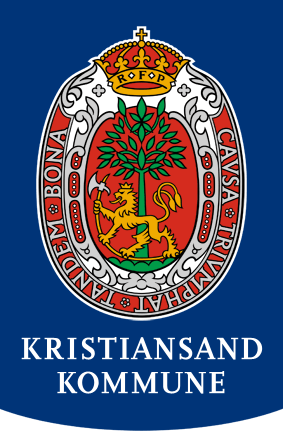 R F P
TANDEM BONA CAVSA TRIVMPHAT
KRISTIANSAND
KOMMUNE